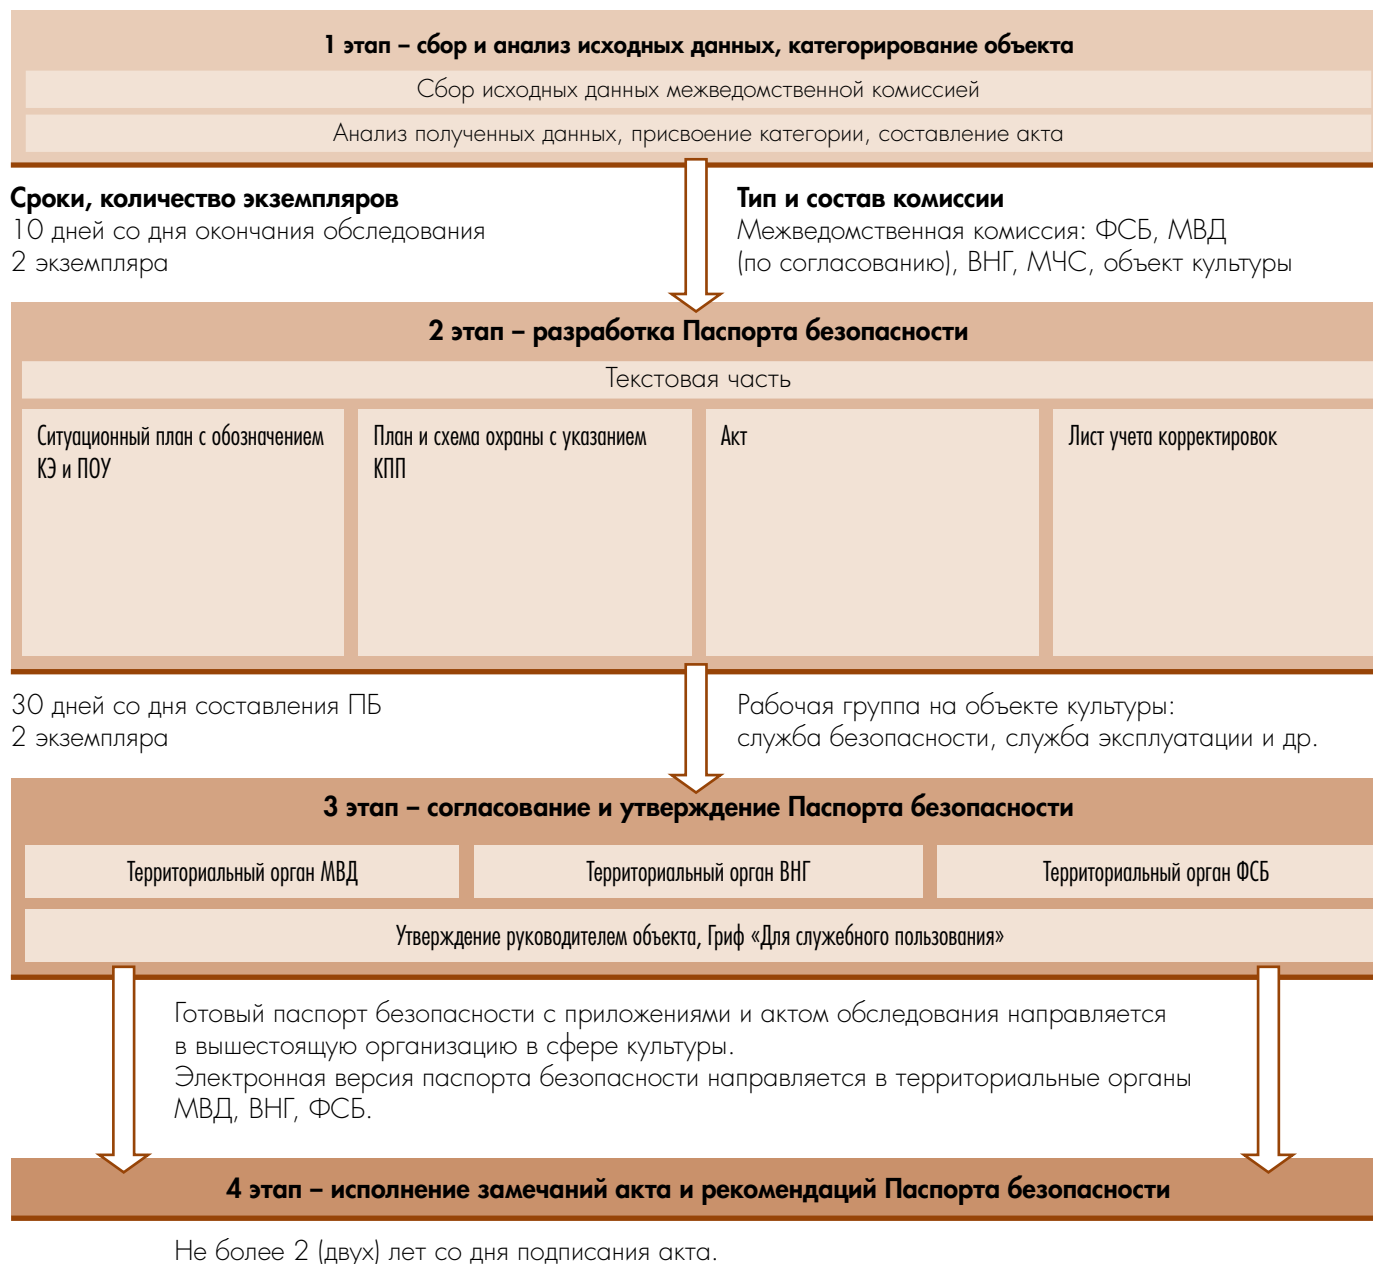 1 этап – сбор и анализ исходных данных, категорирование объекта
Сбор исходных данных межведомственной комиссией
Анализ полученных данных, присвоение категории, составление акта
Сроки, количество экземпляров
10 дней со дня окончания обследования
2 экземпляра
Тип и состав комиссии
Межведомственная комиссия: ФСБ, МВД
(по согласованию), ВНГ, МЧС, объект культуры
2 этап – разработка Паспорта безопасности
Текстовая часть
Ситуационный план с обозначением
КЭ и ПОУ
План и схема охраны с указанием
КПП
Акт
Лист учета корректировок
30 дней со дня составления ПБ
2 экземпляра
Рабочая группа на объекте культуры:
служба безопасности, служба эксплуатации и др.
3 этап – согласование и утверждение Паспорта безопасности
Территориальный орган МВД
Территориальный орган ВНГ
Территориальный орган ФСБ
Утверждение руководителем объекта, Гриф «Для служебного пользования»
Готовый паспорт безопасности с приложениями и актом обследования направляется
в вышестоящую организацию в сфере культуры.
Электронная версия паспорта безопасности направляется в территориальные органы
МВД, ВНГ, ФСБ.
4 этап – исполнение замечаний акта и рекомендаций Паспорта безопасности
Не более 2 (двух) лет со дня подписания акта.